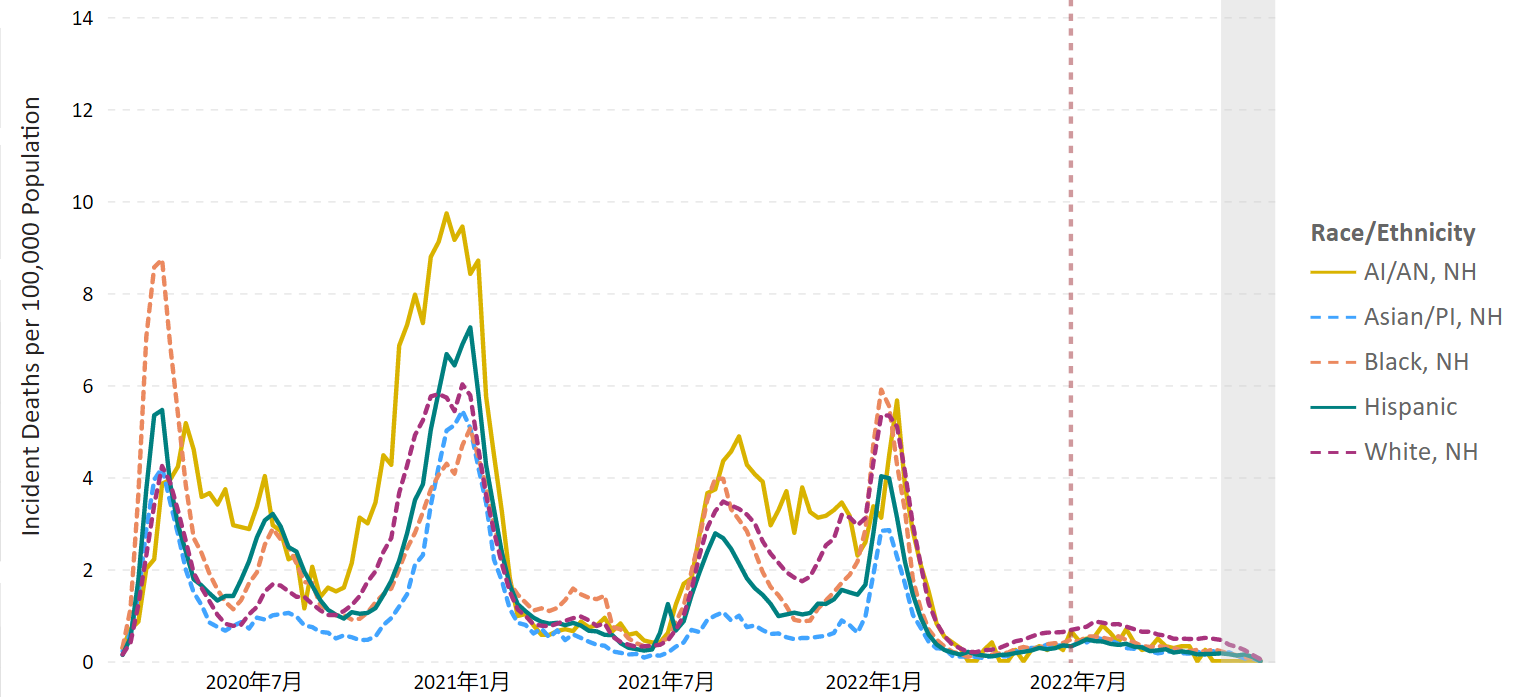 14
12
10
8
6
4
2
0
Incident Deaths per 100,000 Population
2020年7月
2021年1月
2021年7月
2022年1月
2022年7月
Race/Ethnicity
AI/AN, NH
Asian/PI, NH
Black, NH
Hispanic
White, NH